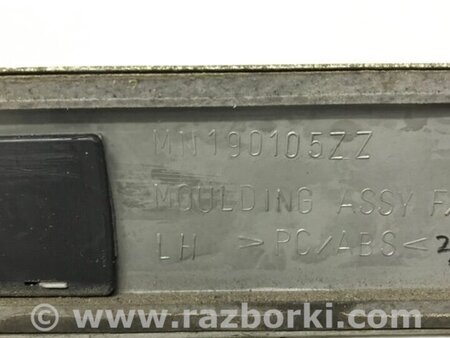 MN190105ZZ
MOULDING ASSY
LH >PC/ABS<
www.razborki.com